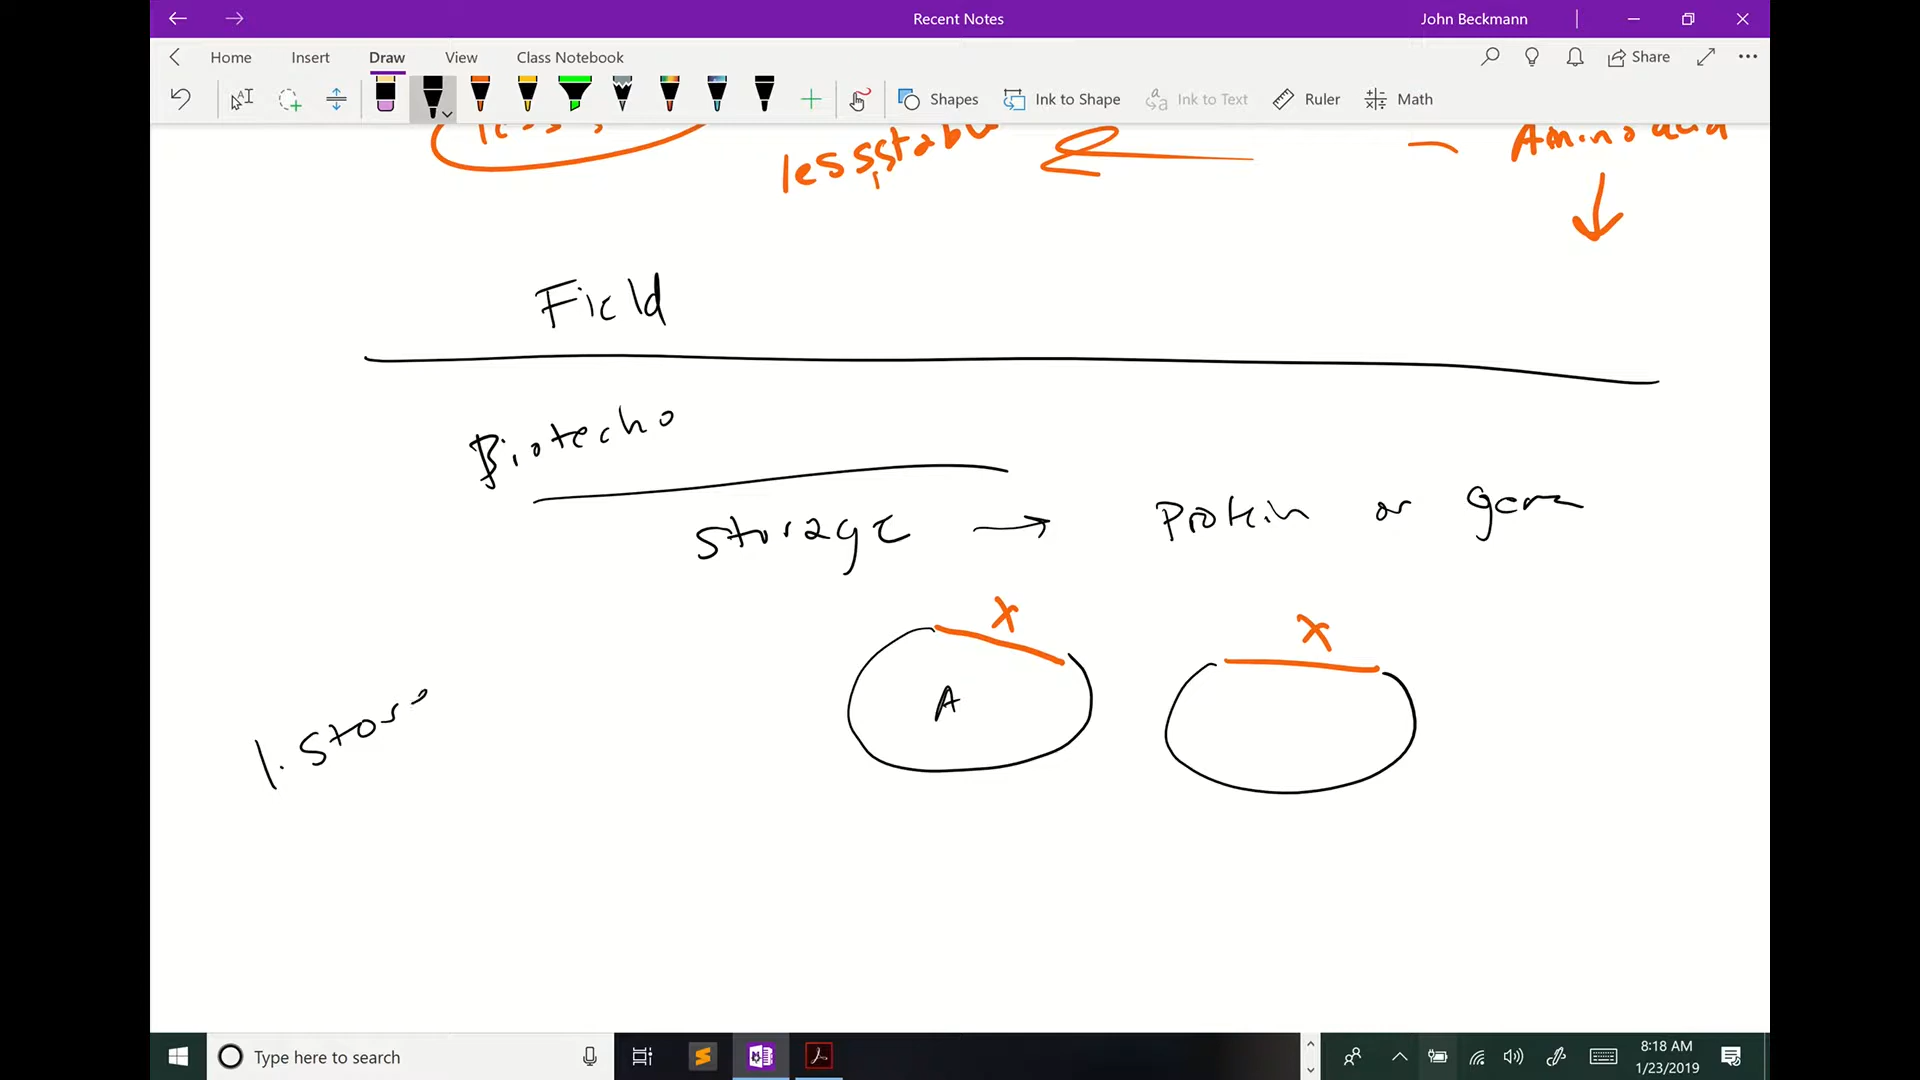 Recent Notes
John Beckmann
Home Insert Draw View Class Notebook
Share
Shapes Ink to Shape Ink to Text Ruler Math
less stable
Amino acid
Field
Biotechno
storage → Protein or gene
X X
A
1. Stor
Type here to search
8:18 AM
1/23/2019